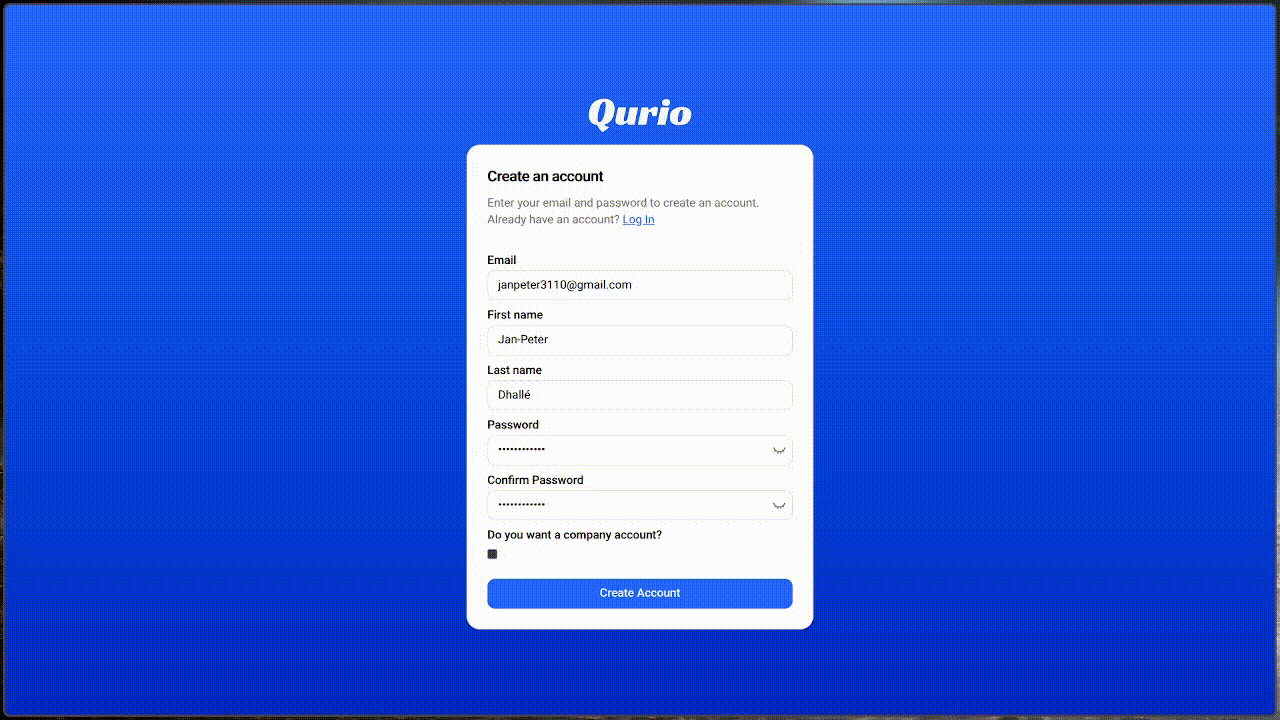 Qurio
Create an account
Enter your email and password to create an account.
Already have an account? Log In
Email
janpeter3110@gmail.com
First name
Jan-Peter
Last name
Dhallé
Password
••••••••••••
Confirm Password
••••••••••••
Do you want a company account?
Create Account